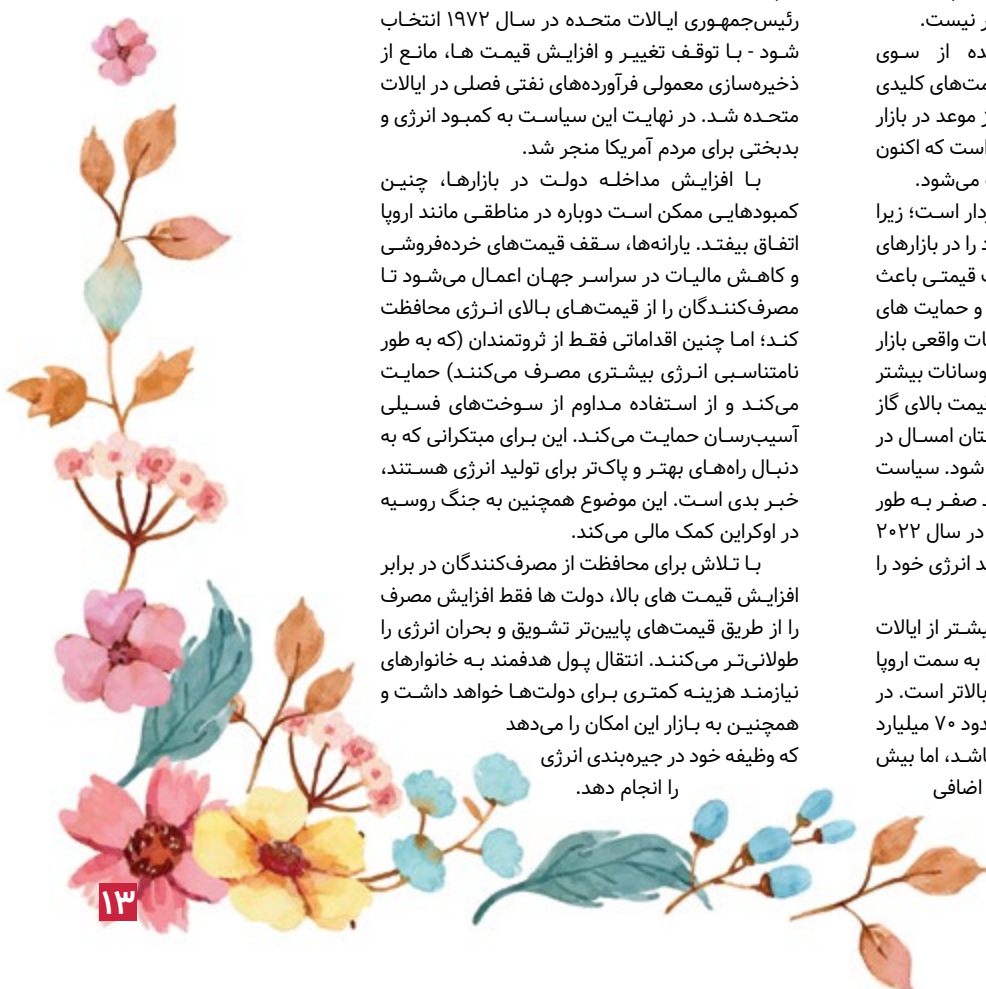 ر نیست.
ده از سوی
مت‌های کلیدی
ز موعد در بازار
است که اکنون
ه می‌شود.
دار است؛ زیرا
د را در بازارهای
ت قیمتی باعث
و حمایت های
ات واقعی بازار
وسانات بیشتر
قیمت بالای گاز
تان امسال در
شود. سیاست
د صفر به طور
در سال ۲۰۲۲
د انرژی خود را
یشتر از ایالات
به سمت اروپا
بالاتر است. در
دود ۷۰ میلیارد
اشد، اما بیش
اضافی
رئیس‌جمهوری ایالات متحده در سال ۱۹۷۲ انتخاب
شود - با توقف تغییر و افزایش قیمت ها، مانع از
ذخیره‌سازی معمولی فرآورده‌های نفتی فصلی در ایالات
متحده شد. در نهایت این سیاست به کمبود انرژی و
بدبختی برای مردم آمریکا منجر شد.
با افزایش مداخله دولت در بازارها، چنین
کمبودهایی ممکن است دوباره در مناطقی مانند اروپا
اتفاق بیفتد. یارانه‌ها، سقف قیمت‌های خرده‌فروشی
و کاهش مالیات در سراسر جهان اعمال می‌شود تا
مصرف‌کنندگان را از قیمت‌های بالای انرژی محافظت
کند؛ اما چنین اقداماتی فقط از ثروتمندان (که به طور
نامتناسبی انرژی بیشتری مصرف می‌کنند) حمایت
می‌کند و از استفاده مداوم از سوخت‌های فسیلی
آسیب‌رسان حمایت می‌کند. این برای مبتکرانی که به
دنبال راه‌های بهتر و پاک‌تر برای تولید انرژی هستند،
خبر بدی است. این موضوع همچنین به جنگ روسیه
در اوکراین کمک مالی می‌کند.
با تلاش برای محافظت از مصرف‌کنندگان در برابر
افزایش قیمت های بالا، دولت ها فقط افزایش مصرف
را از طریق قیمت‌های پایین‌تر تشویق و بحران انرژی را
طولانی‌تر می‌کنند. انتقال پول هدفمند به خانوارهای
نیازمند هزینه کمتری برای دولت‌ها خواهد داشت و
همچنین به بازار این امکان را می‌دهد
که وظیفه خود در جیره‌بندی انرژی
را انجام دهد.
۱۳